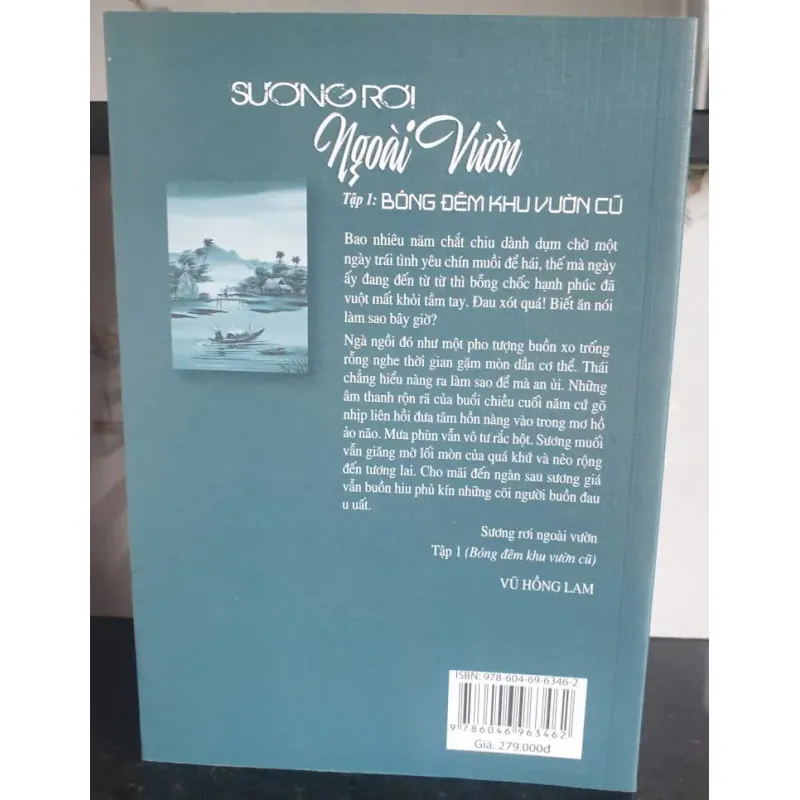 SƯƠNG RƠI
Ngoài Vườn
Tập 1: BÓNG ĐÊM KHU VƯỜN CŨ
Bao nhiêu năm chắt chiu dành dụm chờ một
ngày trái tình yêu chín muồi để hái, thế mà ngày
ấy đang đến từ từ thì bỗng chốc hạnh phúc đã
vuột mất khỏi tầm tay. Đau xót quá! Biết ăn nói
làm sao bây giờ?
Ngà ngồi đó như một pho tượng buồn xo trống
rỗng nghe thời gian gặm mòn dần cơ thể. Thái
chẳng hiểu nàng ra làm sao để mà an ủi. Những
âm thanh rộn rã của buổi chiều cuối năm cứ gõ
nhịp liên hồi đưa tâm hồn nàng vào trong mơ hồ
ảo não. Mưa phùn vẫn vô tư rắc hột. Sương muối
vẫn giăng mờ lối mòn của quá khứ và nẻo rộng
đến tương lai. Cho mãi đến ngàn sau sương giá
vẫn buồn hiu phủ kín những cõi người buồn đau
u uất.
Sương rơi ngoài vườn
Tập 1 (Bóng đêm khu vườn cũ)
VŨ HỒNG LAM
ISBN: 978-604-69-6346-2
9 786046 963462
Giá: 279.000đ